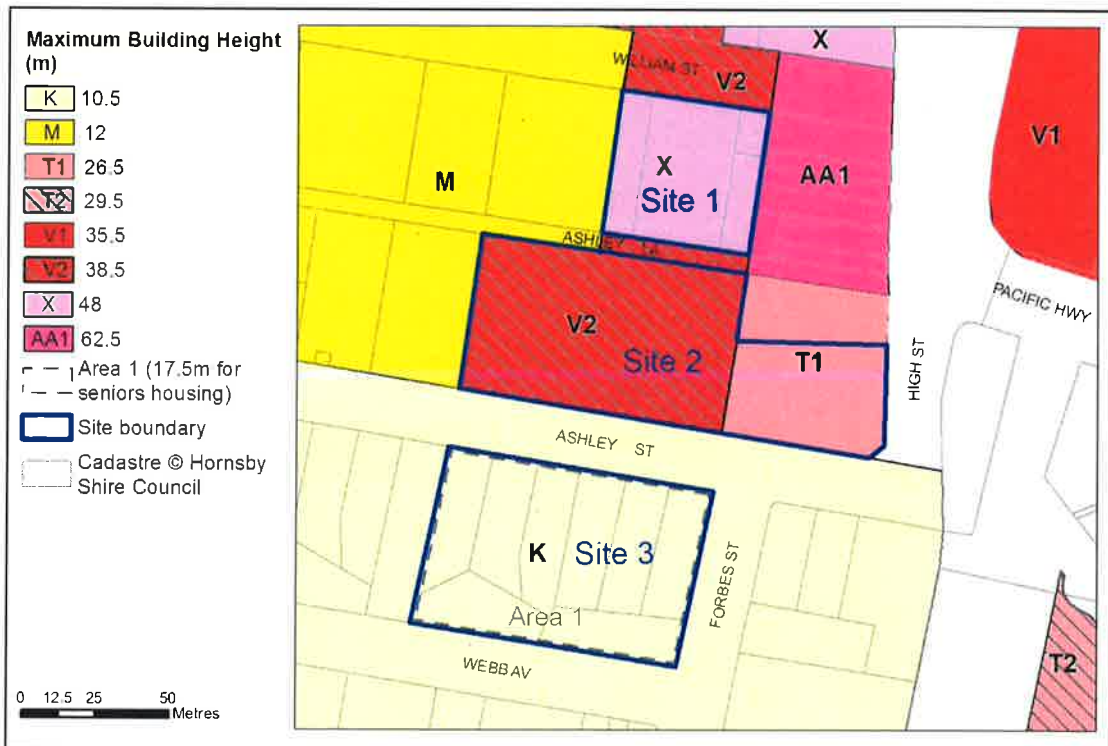 Maximum Building Height
(m)
K 10.5
M 12
T1 26.5
T2 29.5
V1 35.5
V2 38.5
X 48
AA1 62.5
Area 1 (17.5m for
seniors housing)
Site boundary
Cadastre © Hornsby
Shire Council
0 12.5 25 50
Metres
X
WILLIAM ST
V2
V1
M
X
Site 1
AA1
ASHLEY LA
PACIFIC HWY
V2
Site 2
T1
HIGH ST
ASHLEY ST
K
Site 3
Area 1
FORBES ST
WEBB AV
T2